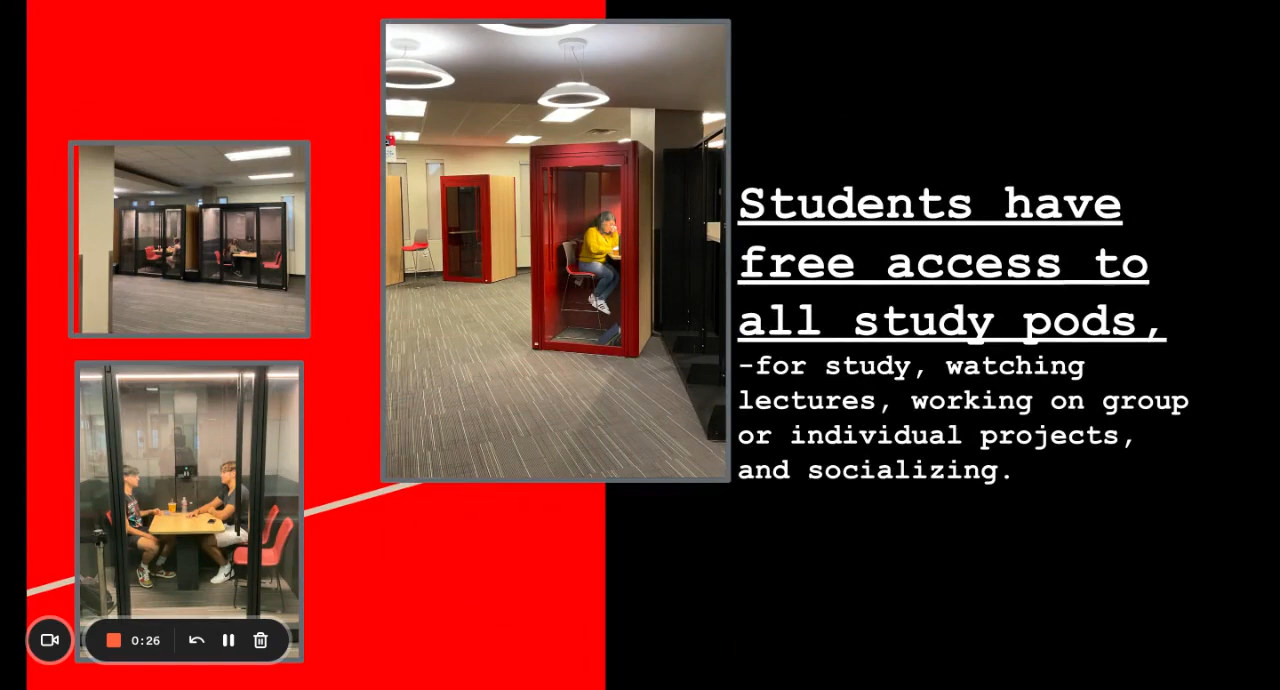 Students have
free access to
all study pods,
-for study, watching
lectures, working on group
or individual projects,
and socializing.
0:26